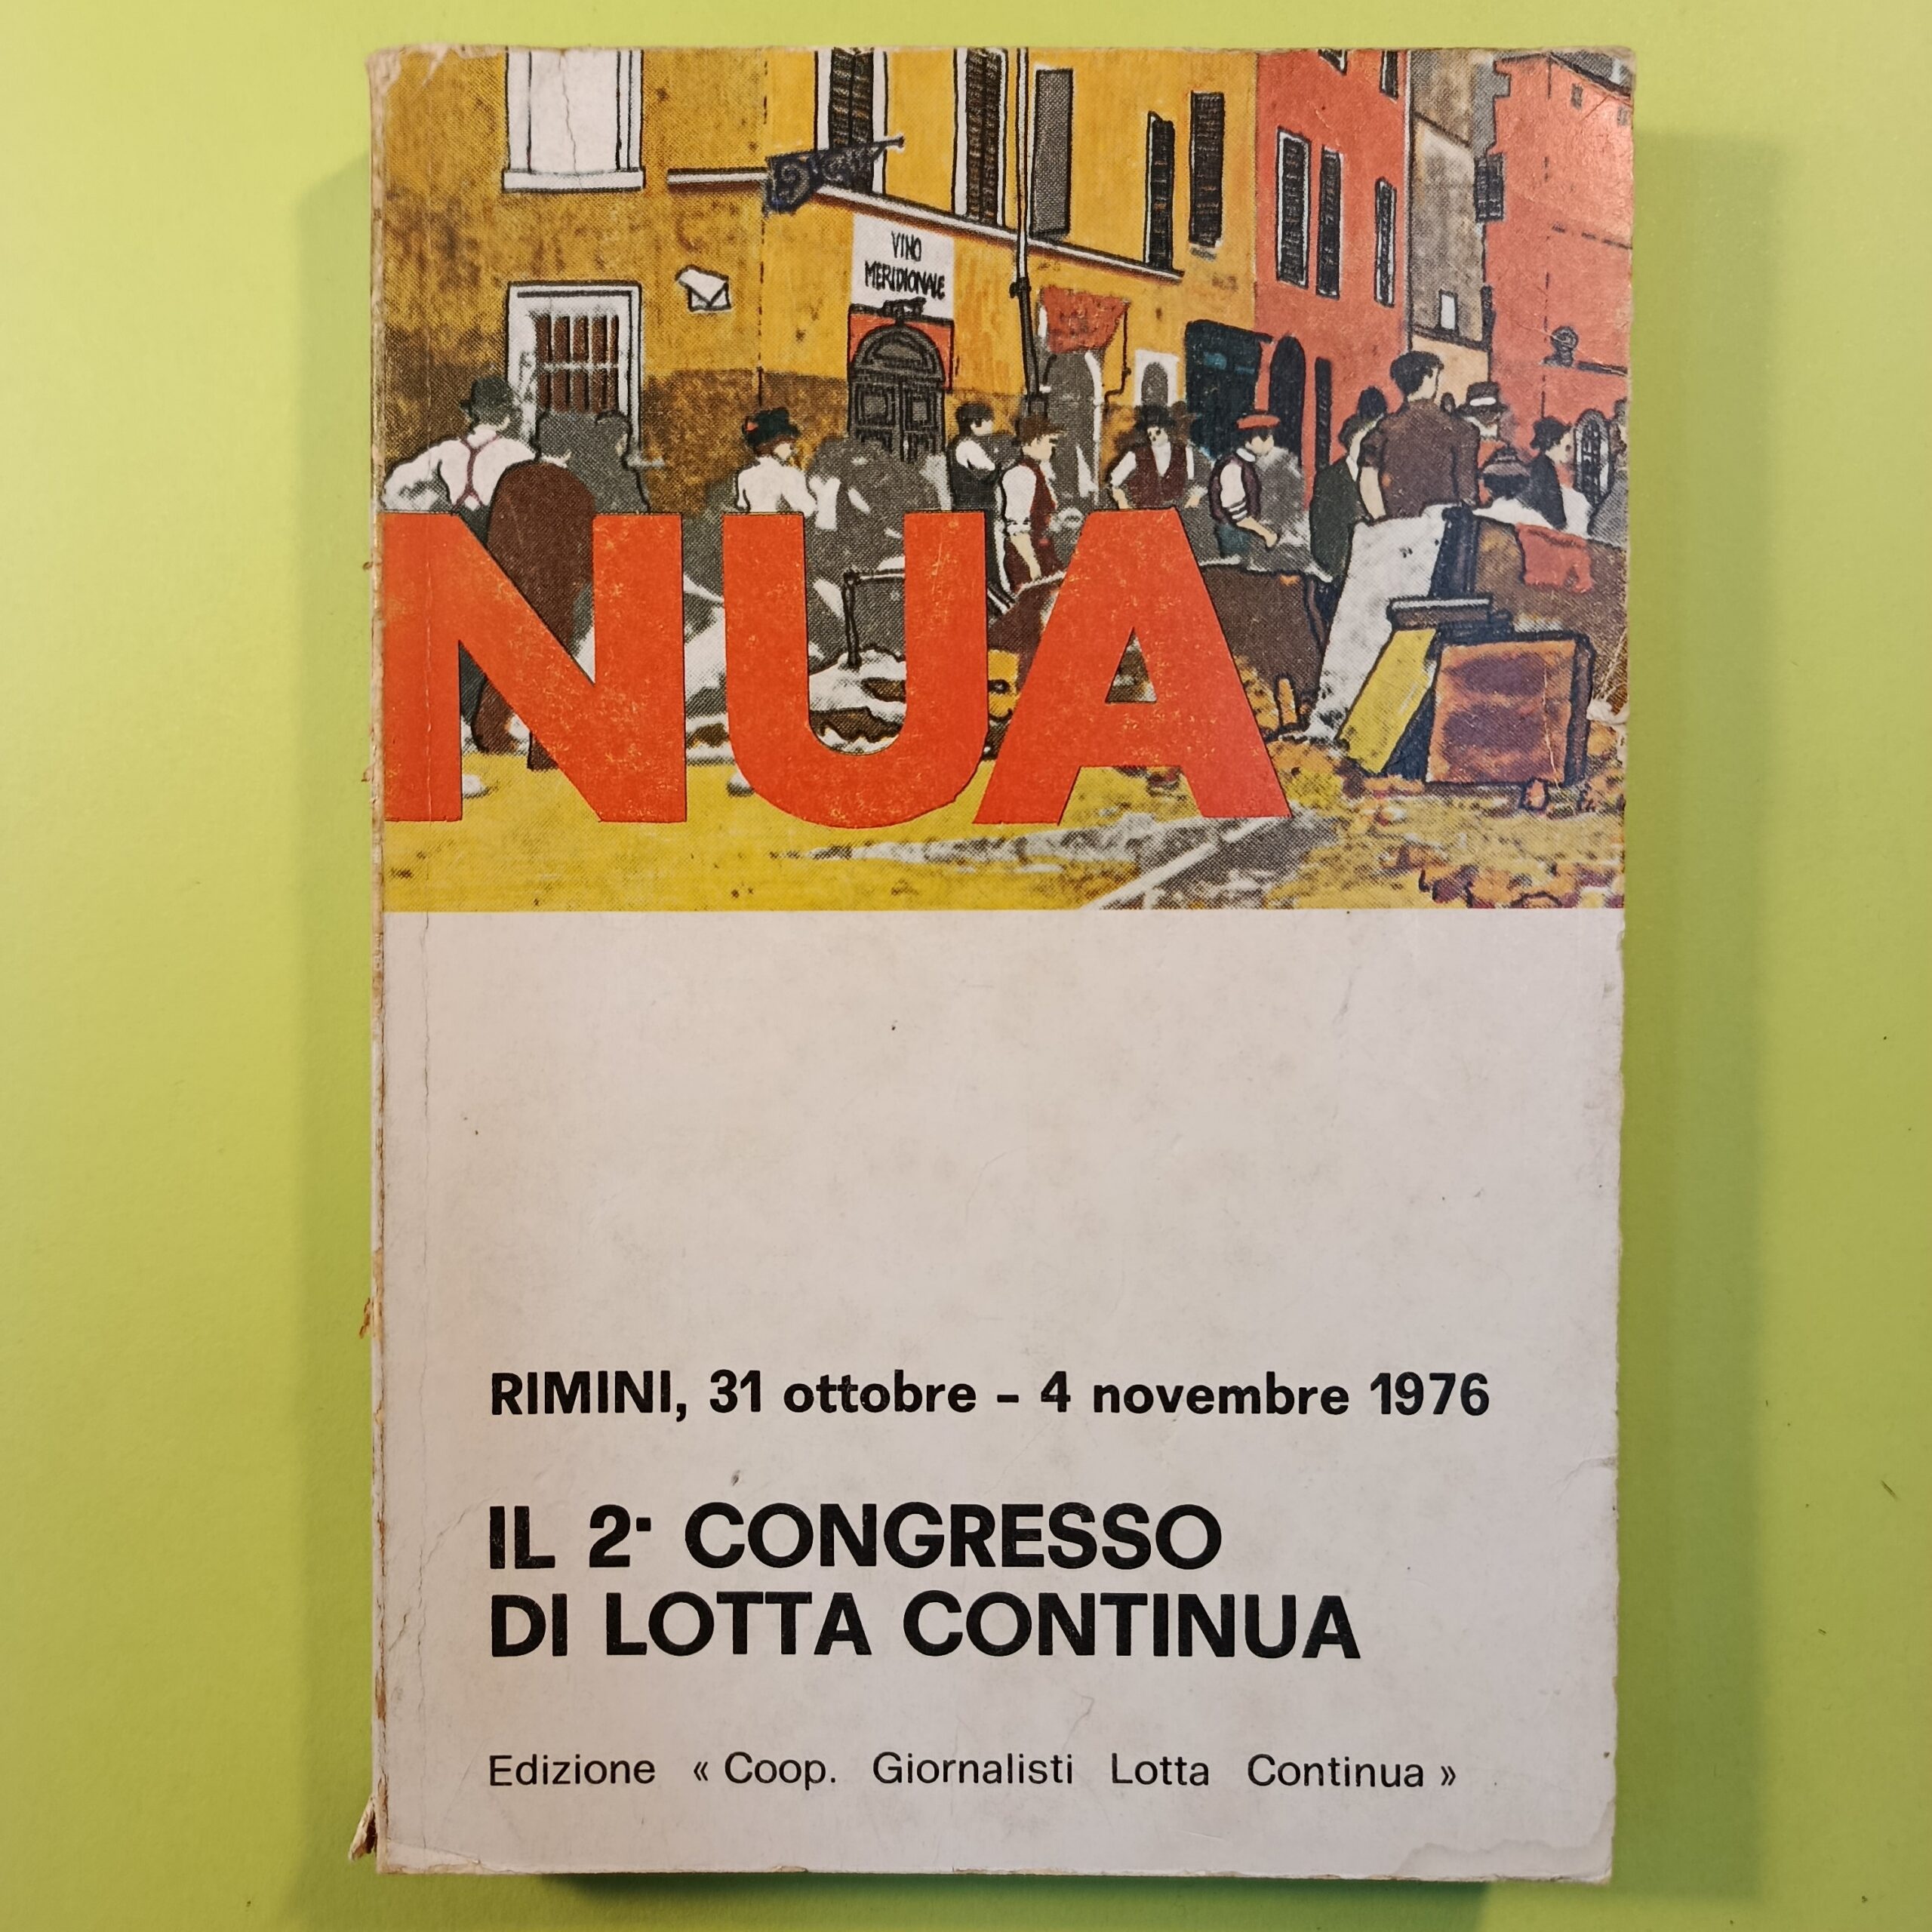 VINO
MERIDIONALE
NUA
RIMINI, 31 ottobre - 4 novembre 1976
IL 2· CONGRESSO
DI LOTTA CONTINUA
Edizione « Coop. Giornalisti Lotta Continua »